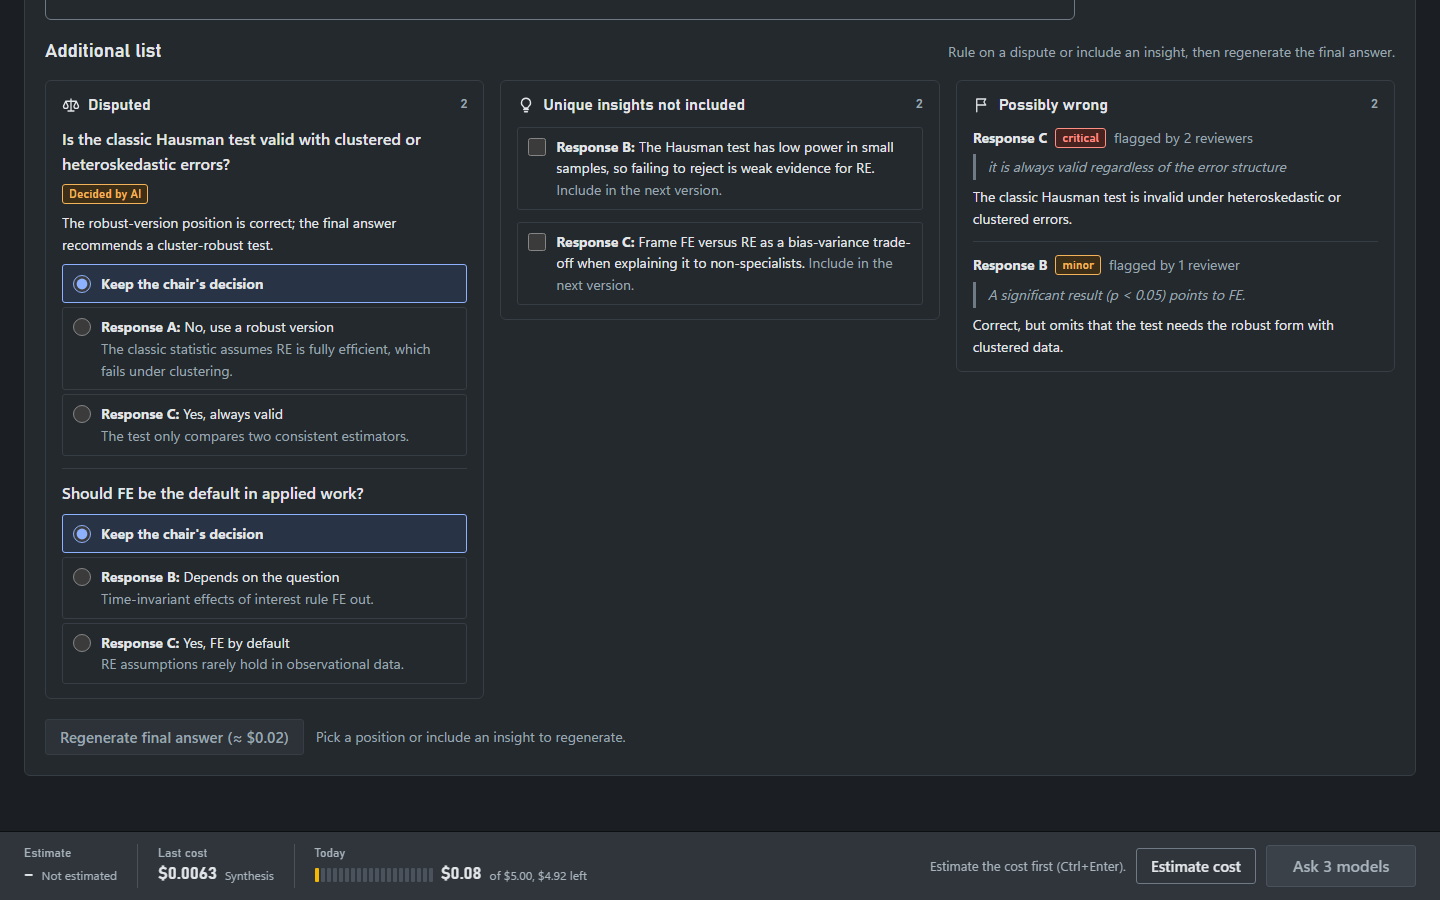 Additional list
Rule on a dispute or include an insight, then regenerate the final answer.
Disputed
2
Is the classic Hausman test valid with clustered or
heteroskedastic errors?
Decided by AI
The robust-version position is correct; the final answer
recommends a cluster-robust test.
Keep the chair's decision
Response A: No, use a robust version
The classic statistic assumes RE is fully efficient, which
fails under clustering.
Response C: Yes, always valid
The test only compares two consistent estimators.
Should FE be the default in applied work?
Keep the chair's decision
Response B: Depends on the question
Time-invariant effects of interest rule FE out.
Response C: Yes, FE by default
RE assumptions rarely hold in observational data.
Unique insights not included
2
Response B: The Hausman test has low power in small
samples, so failing to reject is weak evidence for RE.
Include in the next version.
Response C: Frame FE versus RE as a bias-variance trade-
off when explaining it to non-specialists. Include in the
next version.
Possibly wrong
2
Response C critical flagged by 2 reviewers
it is always valid regardless of the error structure
The classic Hausman test is invalid under heteroskedastic or
clustered errors.
Response B minor flagged by 1 reviewer
A significant result (p < 0.05) points to FE.
Correct, but omits that the test needs the robust form with
clustered data.
Regenerate final answer (≈ $0.02)
Pick a position or include an insight to regenerate.
Estimate
– Not estimated
Last cost
$0.0063 Synthesis
Today
$0.08 of $5.00, $4.92 left
Estimate the cost first (Ctrl+Enter).
Estimate cost
Ask 3 models